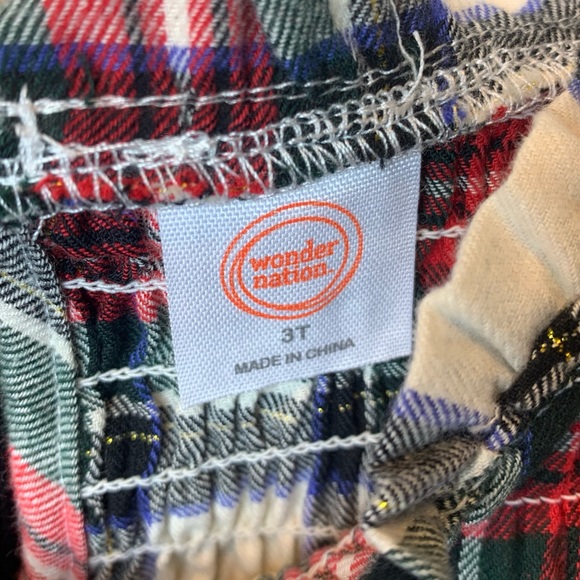 wonder
nation.
3T
MADE IN CHINA